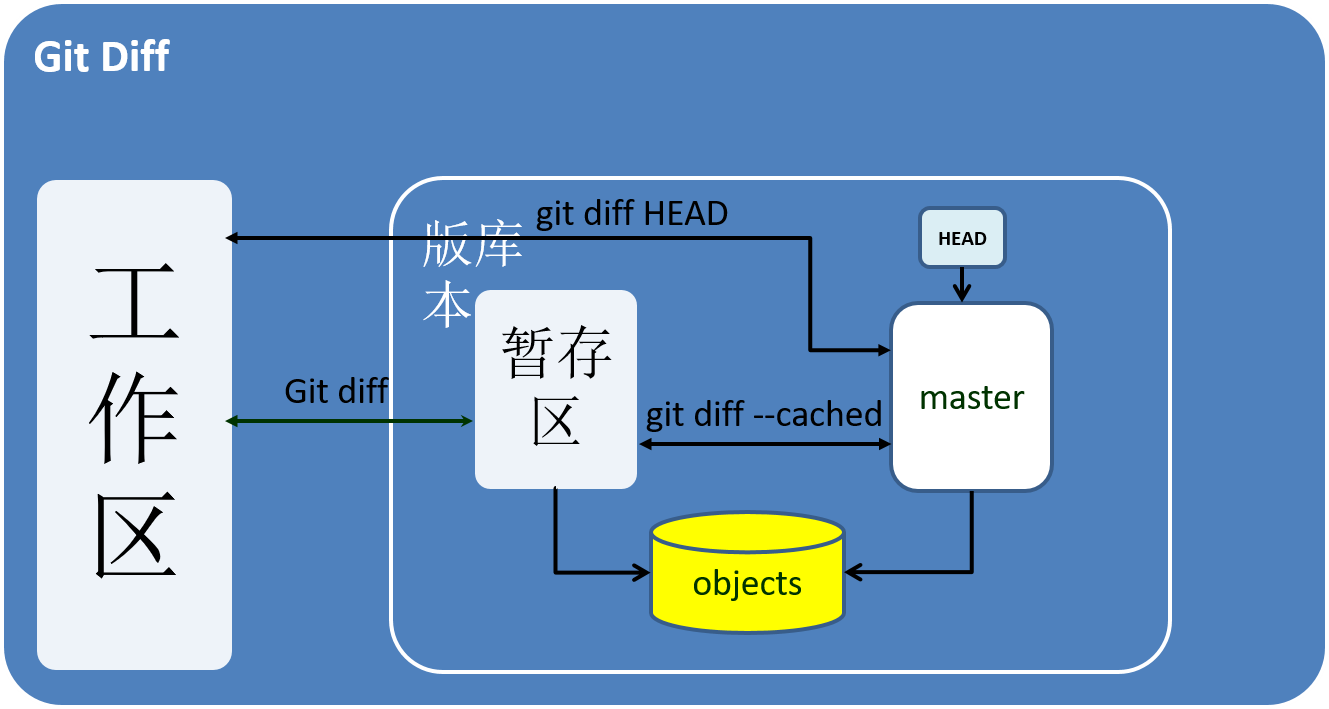 Git Diff
工
作
区
版库
本
git diff HEAD
HEAD
暂存
区
Git diff
git diff --cached
master
objects